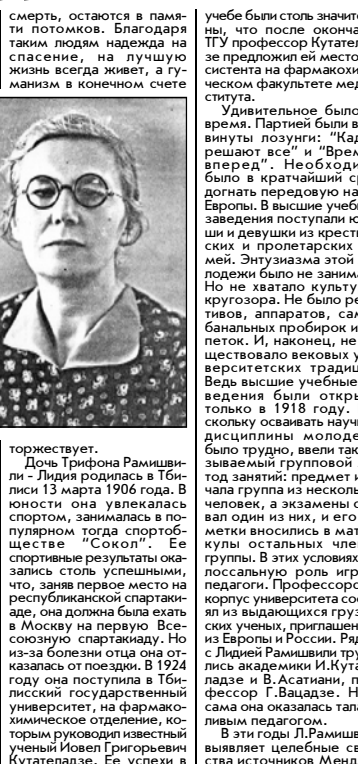 смерть, остаются в памя-
ти потомков. Благодаря
таким людям надежда на
спасение, на лучшую
жизнь всегда живет, а гу-
манизм в конечном счете
торжествует.
Дочь Трифона Рамишви-
ли - Лидия родилась в Тби-
лиси 13 марта 1906 года. В
юности она увлекалась
спортом, занималась в по-
пулярном тогда спортоб-
ществе "Сокол". Ее
спортивные результаты ока-
зались столь успешными,
что, заняв первое место на
республиканской спартаки-
аде, она должна была ехать
в Москву на первую Все-
союзную спартакиаду. Но
из-за болезни отца она от-
казалась от поездки. В 1924
году она поступила в Тби-
лисский государственный
университет, на фармако-
химическое отделение, ко-
торым руководил известный
ученый Иовел Григорьевич
Кутателадзе. Ее успехи в
учебе были столь значите
ны, что после оконча
ТГУ профессор Кутател
зе предложил ей место
систента на фармакохи
ческом факультете мед
ститута.
Удивительное было
время. Партией были в
винуты лозунги: "Кад
решают все" и "Врем
вперед". Необходи
было в кратчайший с
догнать передовую на
Европы. В высшие учеб
заведения поступали ю
ши и девушки из крест
ских и пролетарских
мей. Энтузиазма этой
лодежи было не заним
Но не хватало культу
кругозора. Не было ре
тивов, аппаратов, сам
банальных пробирок и
петок. И, наконец, не
ществовало вековых у
верситетских традиц
Ведь высшие учебные
ведения были откры
только в 1918 году.
скольку осваивать науч
дисциплины молоде
было трудно, ввели так
зываемый групповой
тод занятий: предмет и
чала группа из несколь
человек, а экзамены с
вал один из них, и его
метки вносились в мат
кулы остальных член
группы. В этих условиях
лоссальную роль игр
педагоги. Профессорс
корпус университета сос
ял из выдающихся груз
ских ученых, приглашен
из Европы и России. Ряд
с Лидией Рамишвили тру
лись академики И.Кута
ладзе и В.Асатиани, п
фессор Г.Вацадзе. Н
сама она оказалась тала
ливым педагогом.
В эти годы Л.Рамишв
выявляет целебные св
ства источников Менд